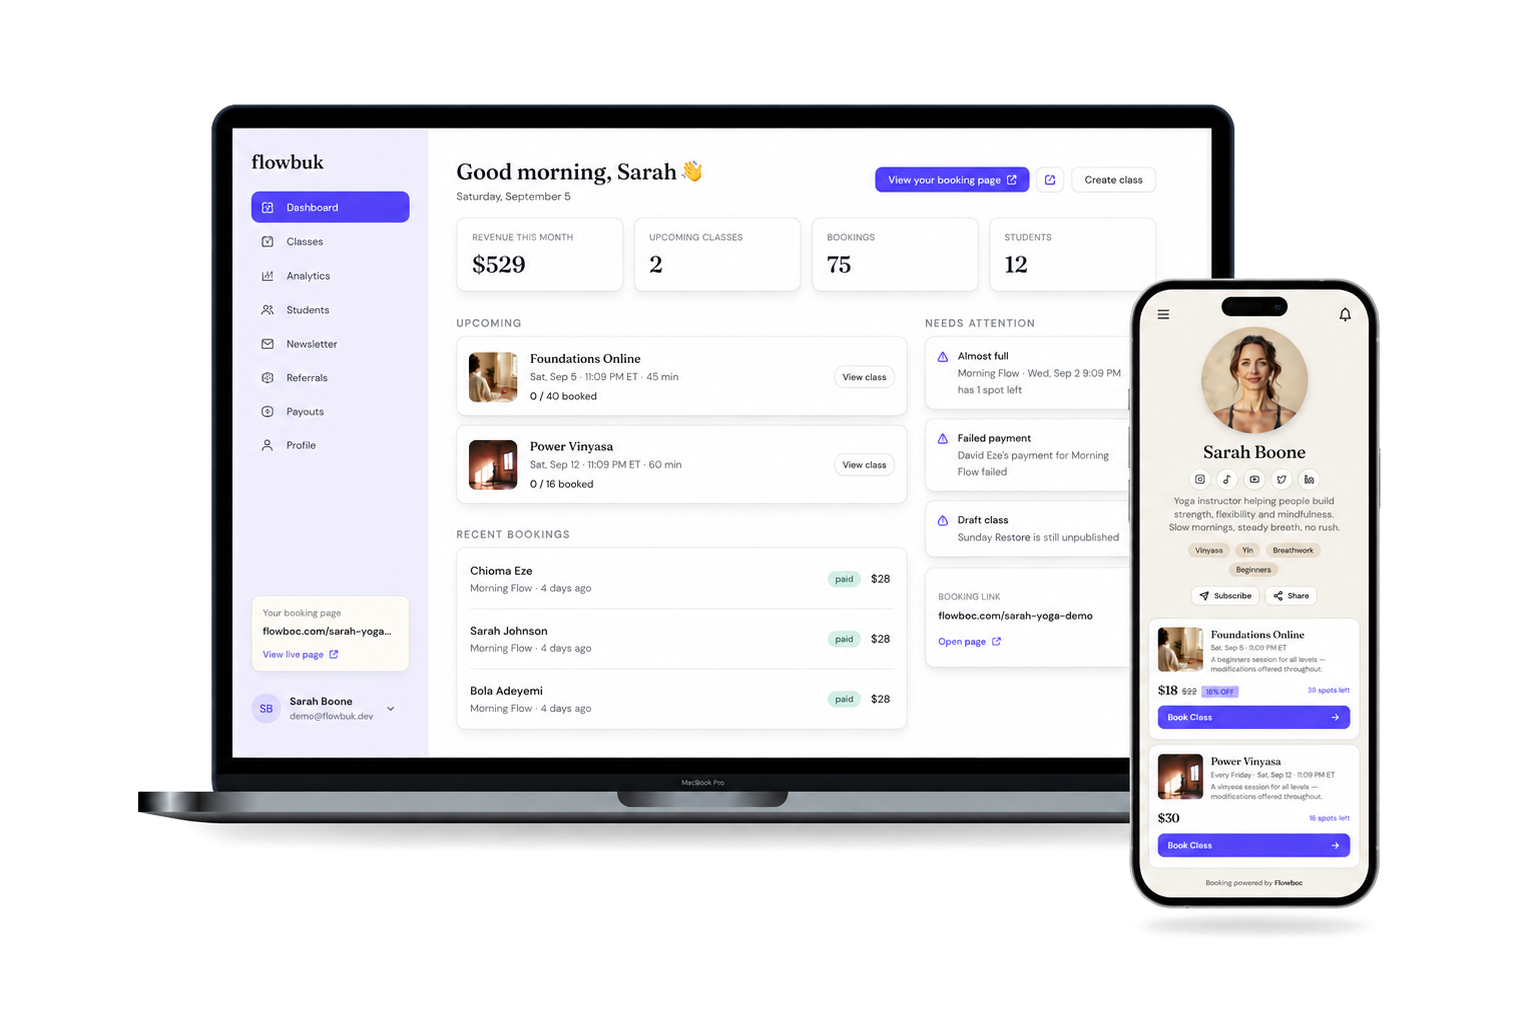 flowbuk
Dashboard
Classes
Analytics
Students
Newsletter
Referrals
Payouts
Profile
Your booking page
flowboc.com/sarah-yoga...
View live page
SB
Sarah Boone
demo@flowbuk.dev
Good morning, Sarah 👋
Saturday, September 5
View your booking page
Create class
REVENUE THIS MONTH
$529
UPCOMING CLASSES
2
BOOKINGS
75
STUDENTS
12
UPCOMING
Foundations Online
Sat, Sep 5 · 11:09 PM ET · 45 min
0 / 40 booked
View class
Power Vinyasa
Sat, Sep 12 · 11:09 PM ET · 60 min
0 / 16 booked
View class
RECENT BOOKINGS
Chioma Eze
Morning Flow · 4 days ago
paid $28
Sarah Johnson
Morning Flow · 4 days ago
paid $28
Bola Adeyemi
Morning Flow · 4 days ago
paid $28
NEEDS ATTENTION
Almost full
Morning Flow · Wed, Sep 2 9:09 PM
has 1 spot left
Failed payment
David Eze's payment for Morning
Flow failed
Draft class
Sunday Restore is still unpublished
BOOKING LINK
flowboc.com/sarah-yoga-demo
Open page
MacBook Pro
Sarah Boone
Yoga instructor helping people build
strength, flexibility and mindfulness.
Slow mornings, steady breath, no rush.
Vinyasa Yin Breathwork
Beginners
Subscribe Share
Foundations Online
Sat, Sep 5 · 11:09 PM ET
A beginners session for all levels —
modifications offered throughout.
$18 $22 18% OFF 39 spots left
Book Class
Power Vinyasa
Every Friday · Sat, Sep 12 · 11:09 PM ET
A vinyasa session for all levels —
modifications offered throughout.
$30 16 spots left
Book Class
Booking powered by Flowboc